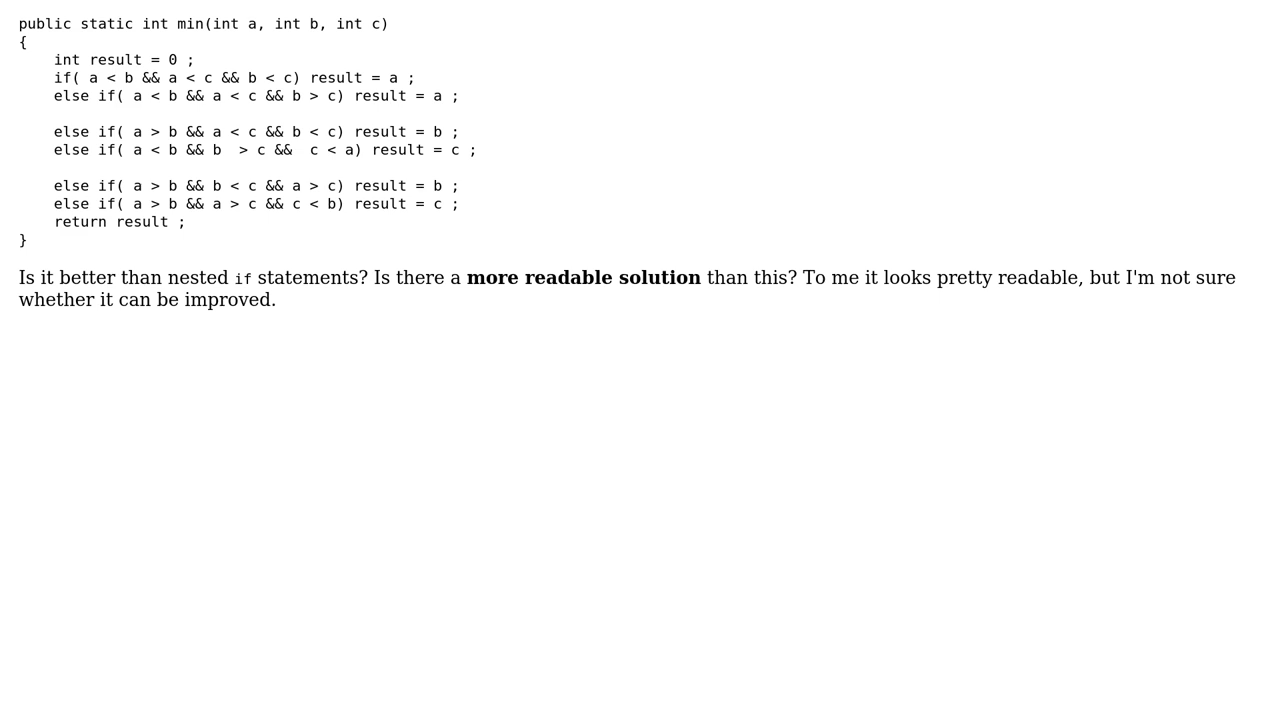 public static int min(int a, int b, int c)
{
    int result = 0 ;
    if( a < b && a < c && b < c) result = a ;
    else if( a < b && a < c && b > c) result = a ;

    else if( a > b && a < c && b < c) result = b ;
    else if( a < b && b  > c &&  c < a) result = c ;

    else if( a > b && b < c && a > c) result = b ;
    else if( a > b && a > c && c < b) result = c ;
    return result ;
}
Is it better than nested if statements? Is there a more readable solution than this? To me it looks pretty readable, but I'm not sure
whether it can be improved.